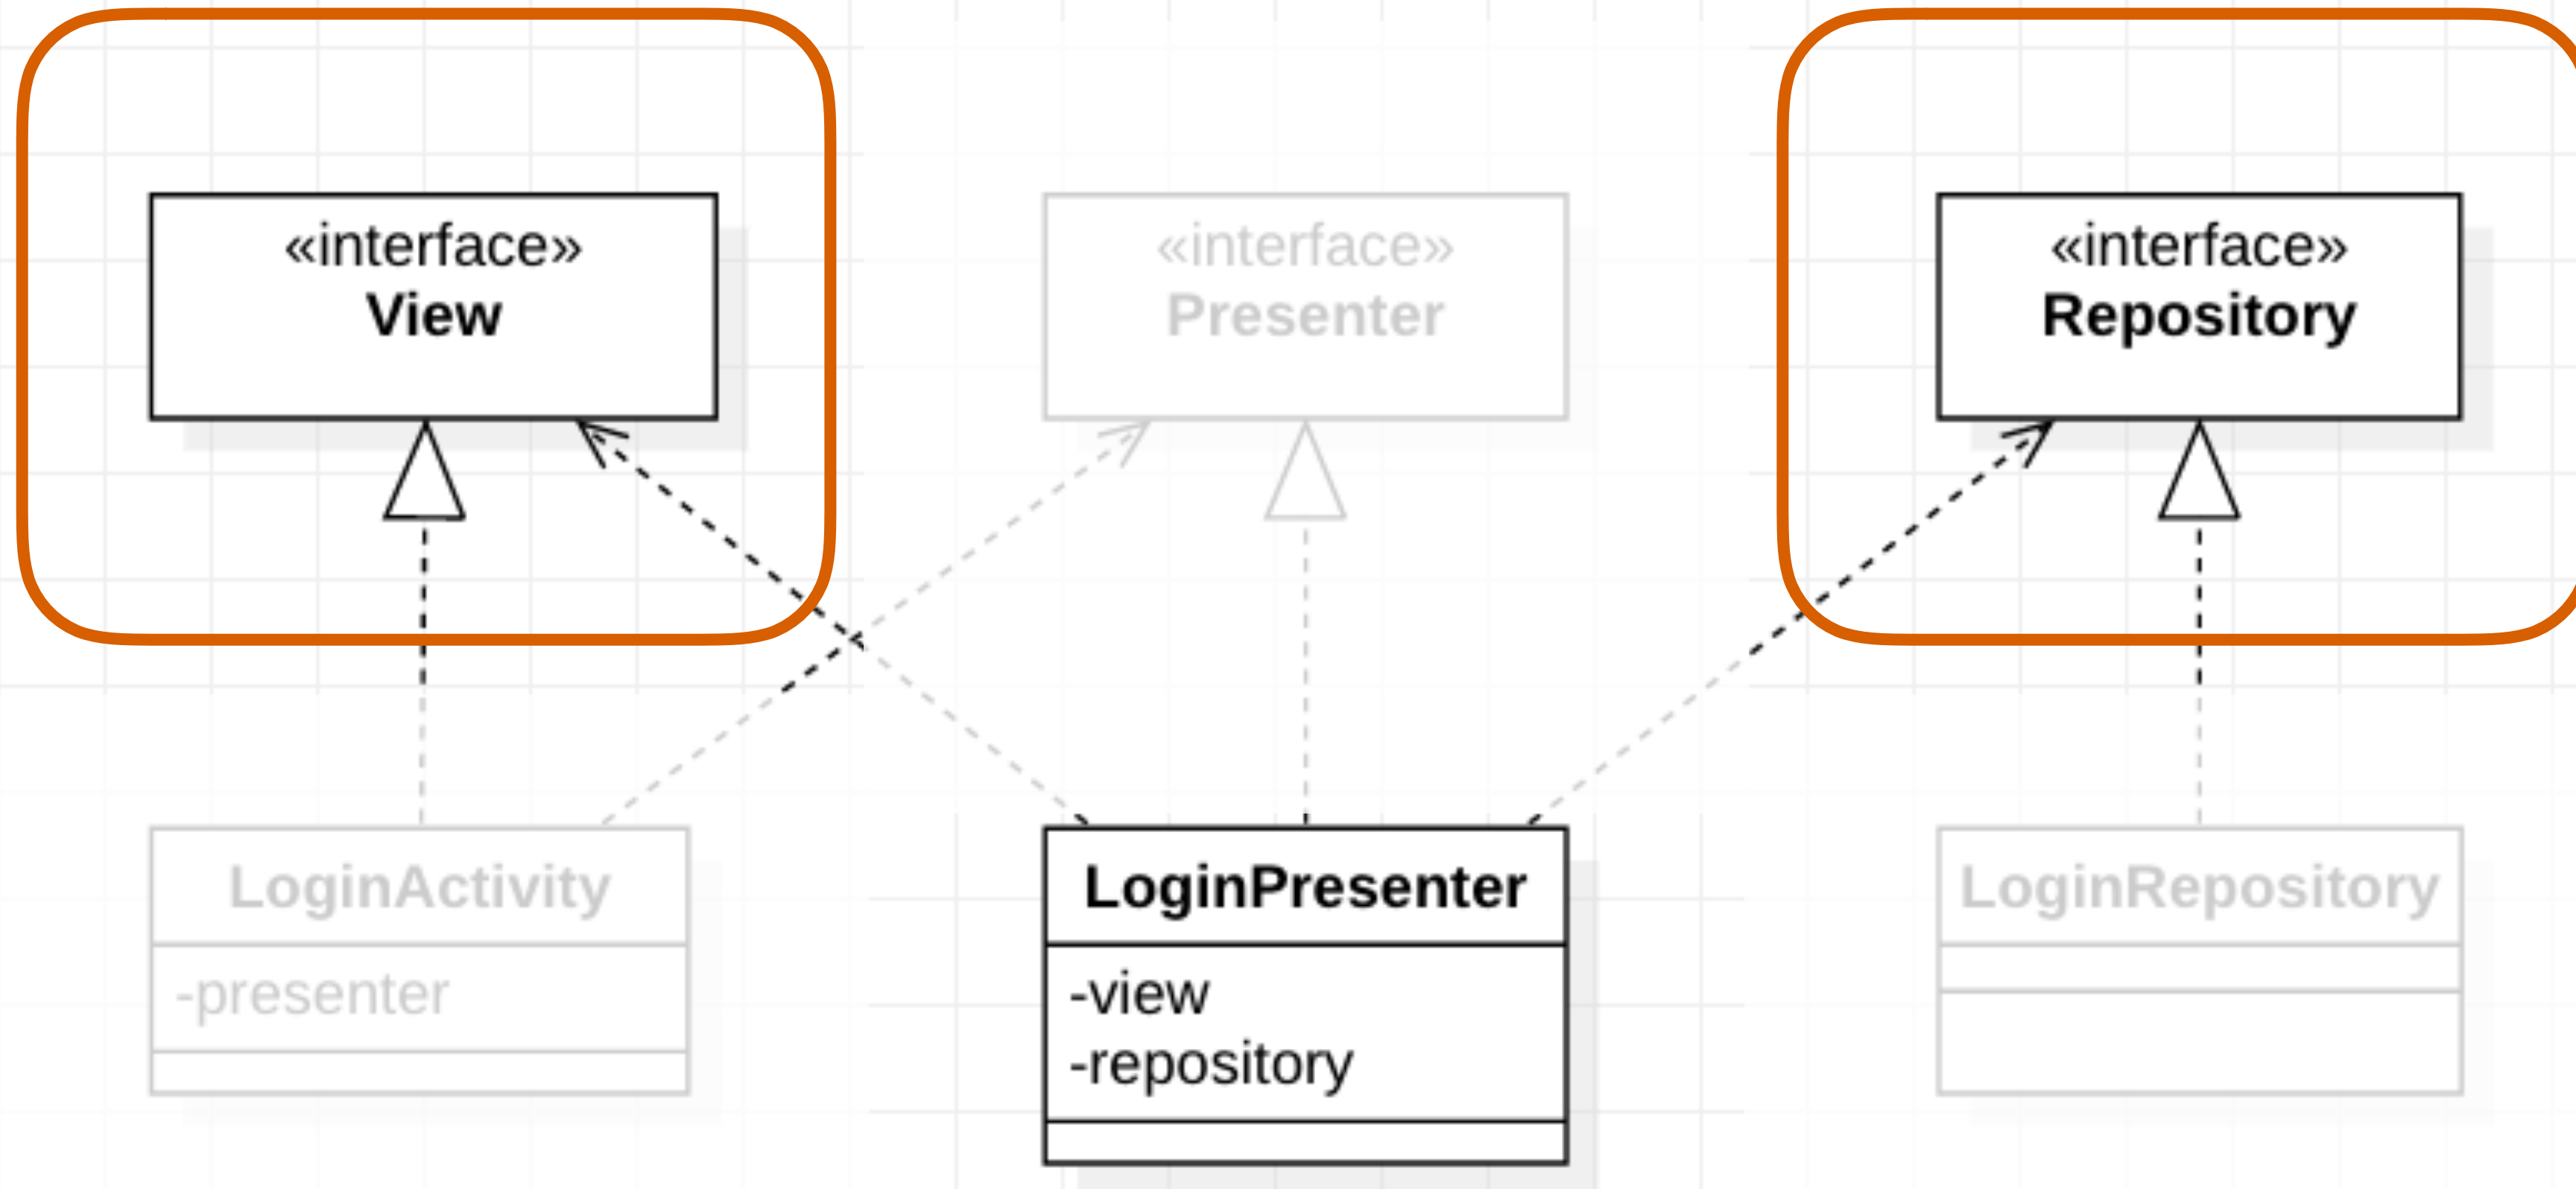 «interface»
View
«interface»
Presenter
«interface»
Repository
LoginActivity
-presenter
LoginPresenter
-view
-repository
LoginRepository